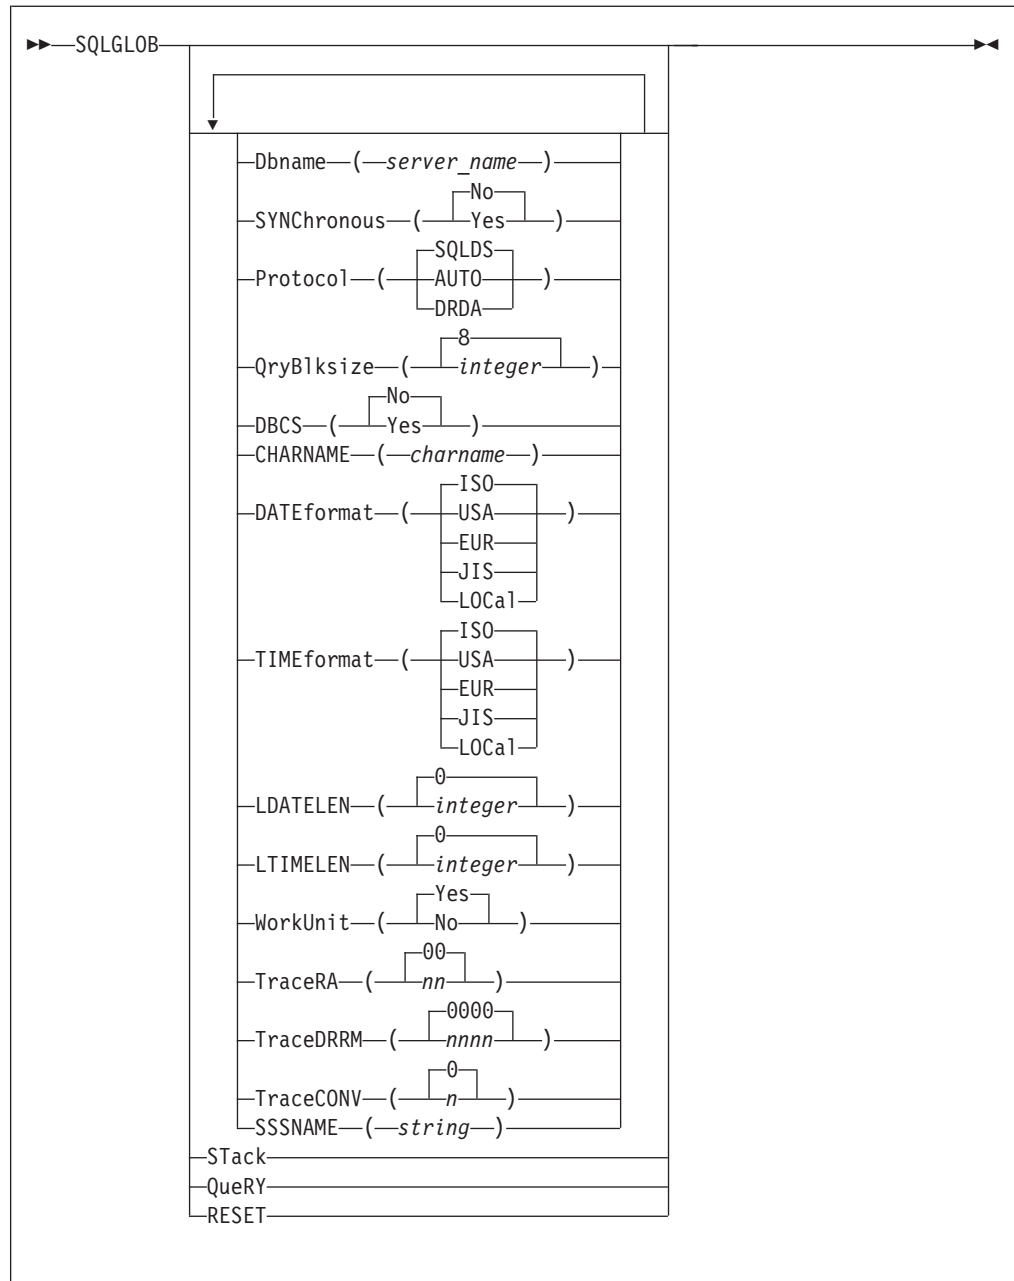 SQLGLOB
Dbname ( server_name )
No
SYNChronous ( Yes )
SQLDS
Protocol ( AUTO )
DRDA
8
QryBlksize ( integer )
No
DBCS ( Yes )
CHARNAME ( charname )
ISO
DATEformat ( USA )
EUR
JIS
LOCal
ISO
TIMEformat ( USA )
EUR
JIS
LOCal
0
LDATELEN ( integer )
0
LTIMELEN ( integer )
Yes
WorkUnit ( No )
00
TraceRA ( nn )
0000
TraceDRRM ( nnnn )
0
TraceCONV ( n )
SSSNAME ( string )
STack
QueRY
RESET